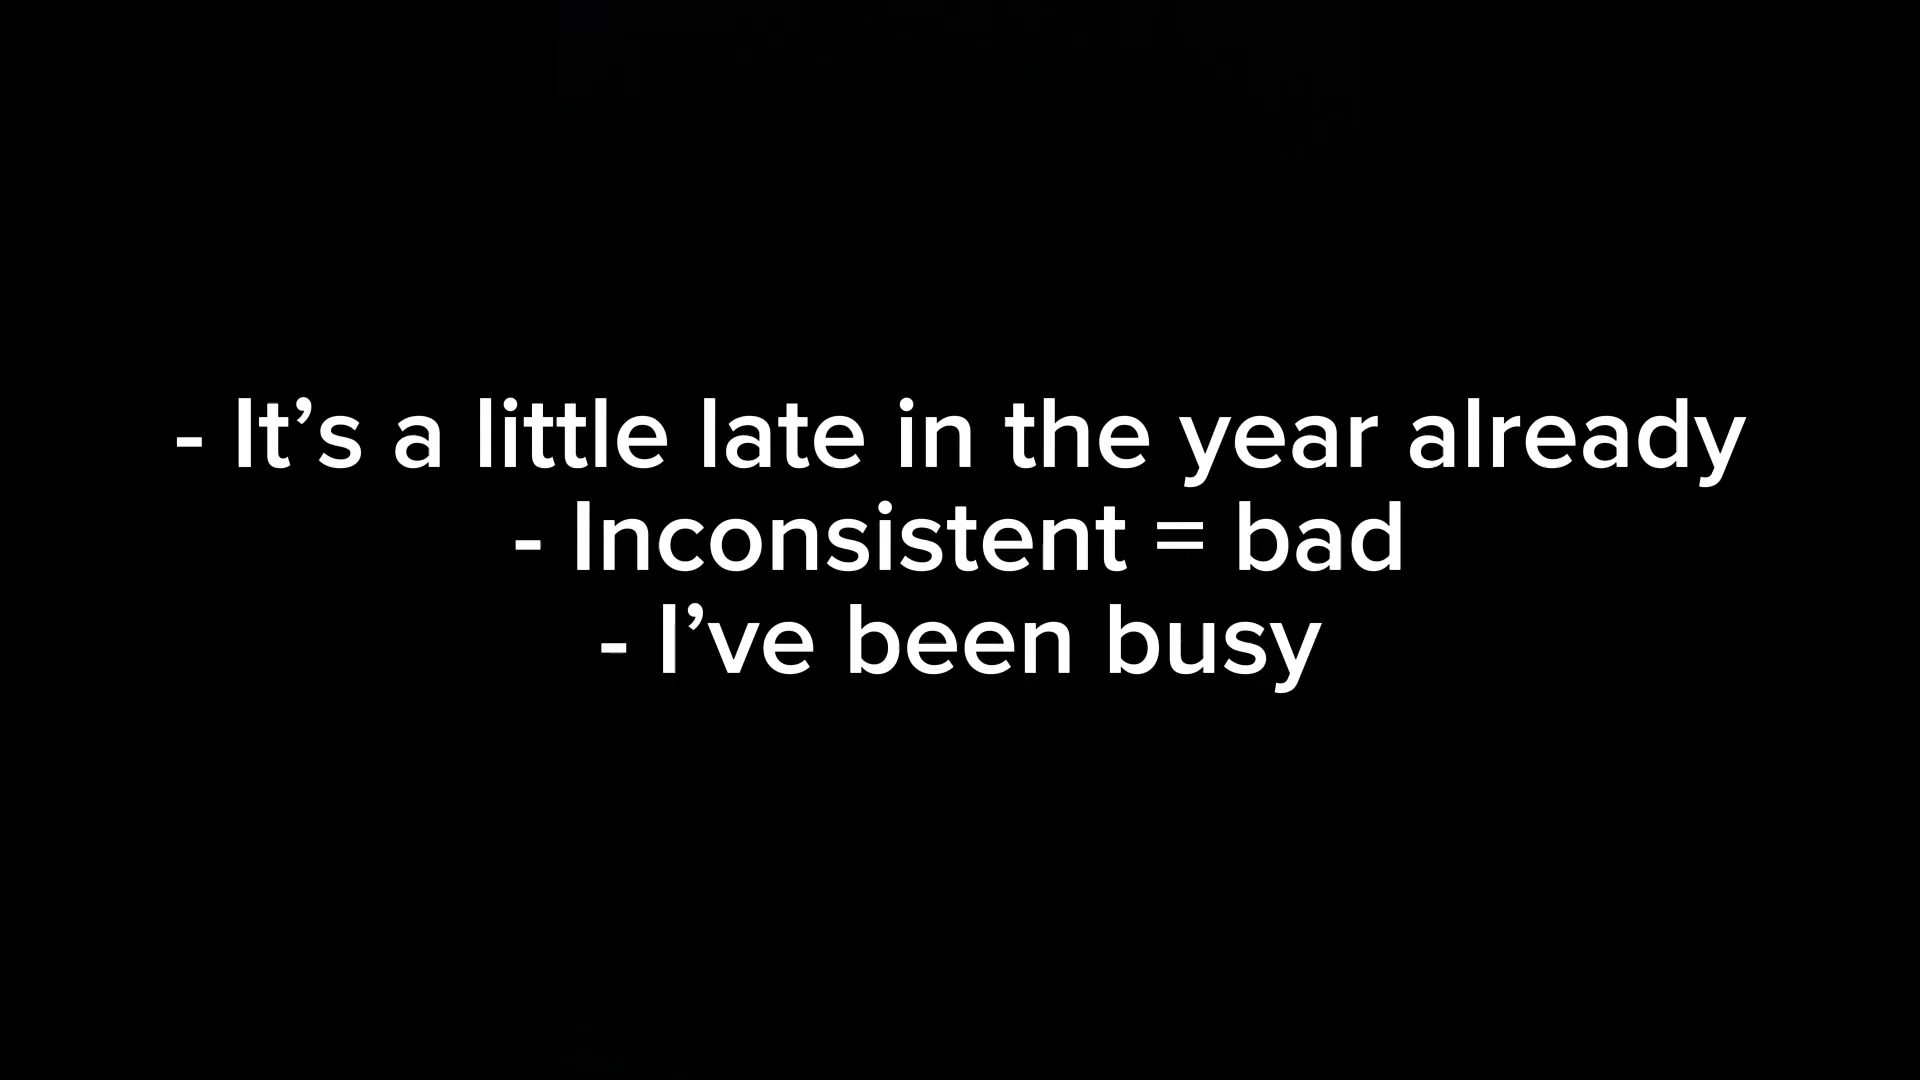 - It’s a little late in the year already
- Inconsistent = bad
- I’ve been busy